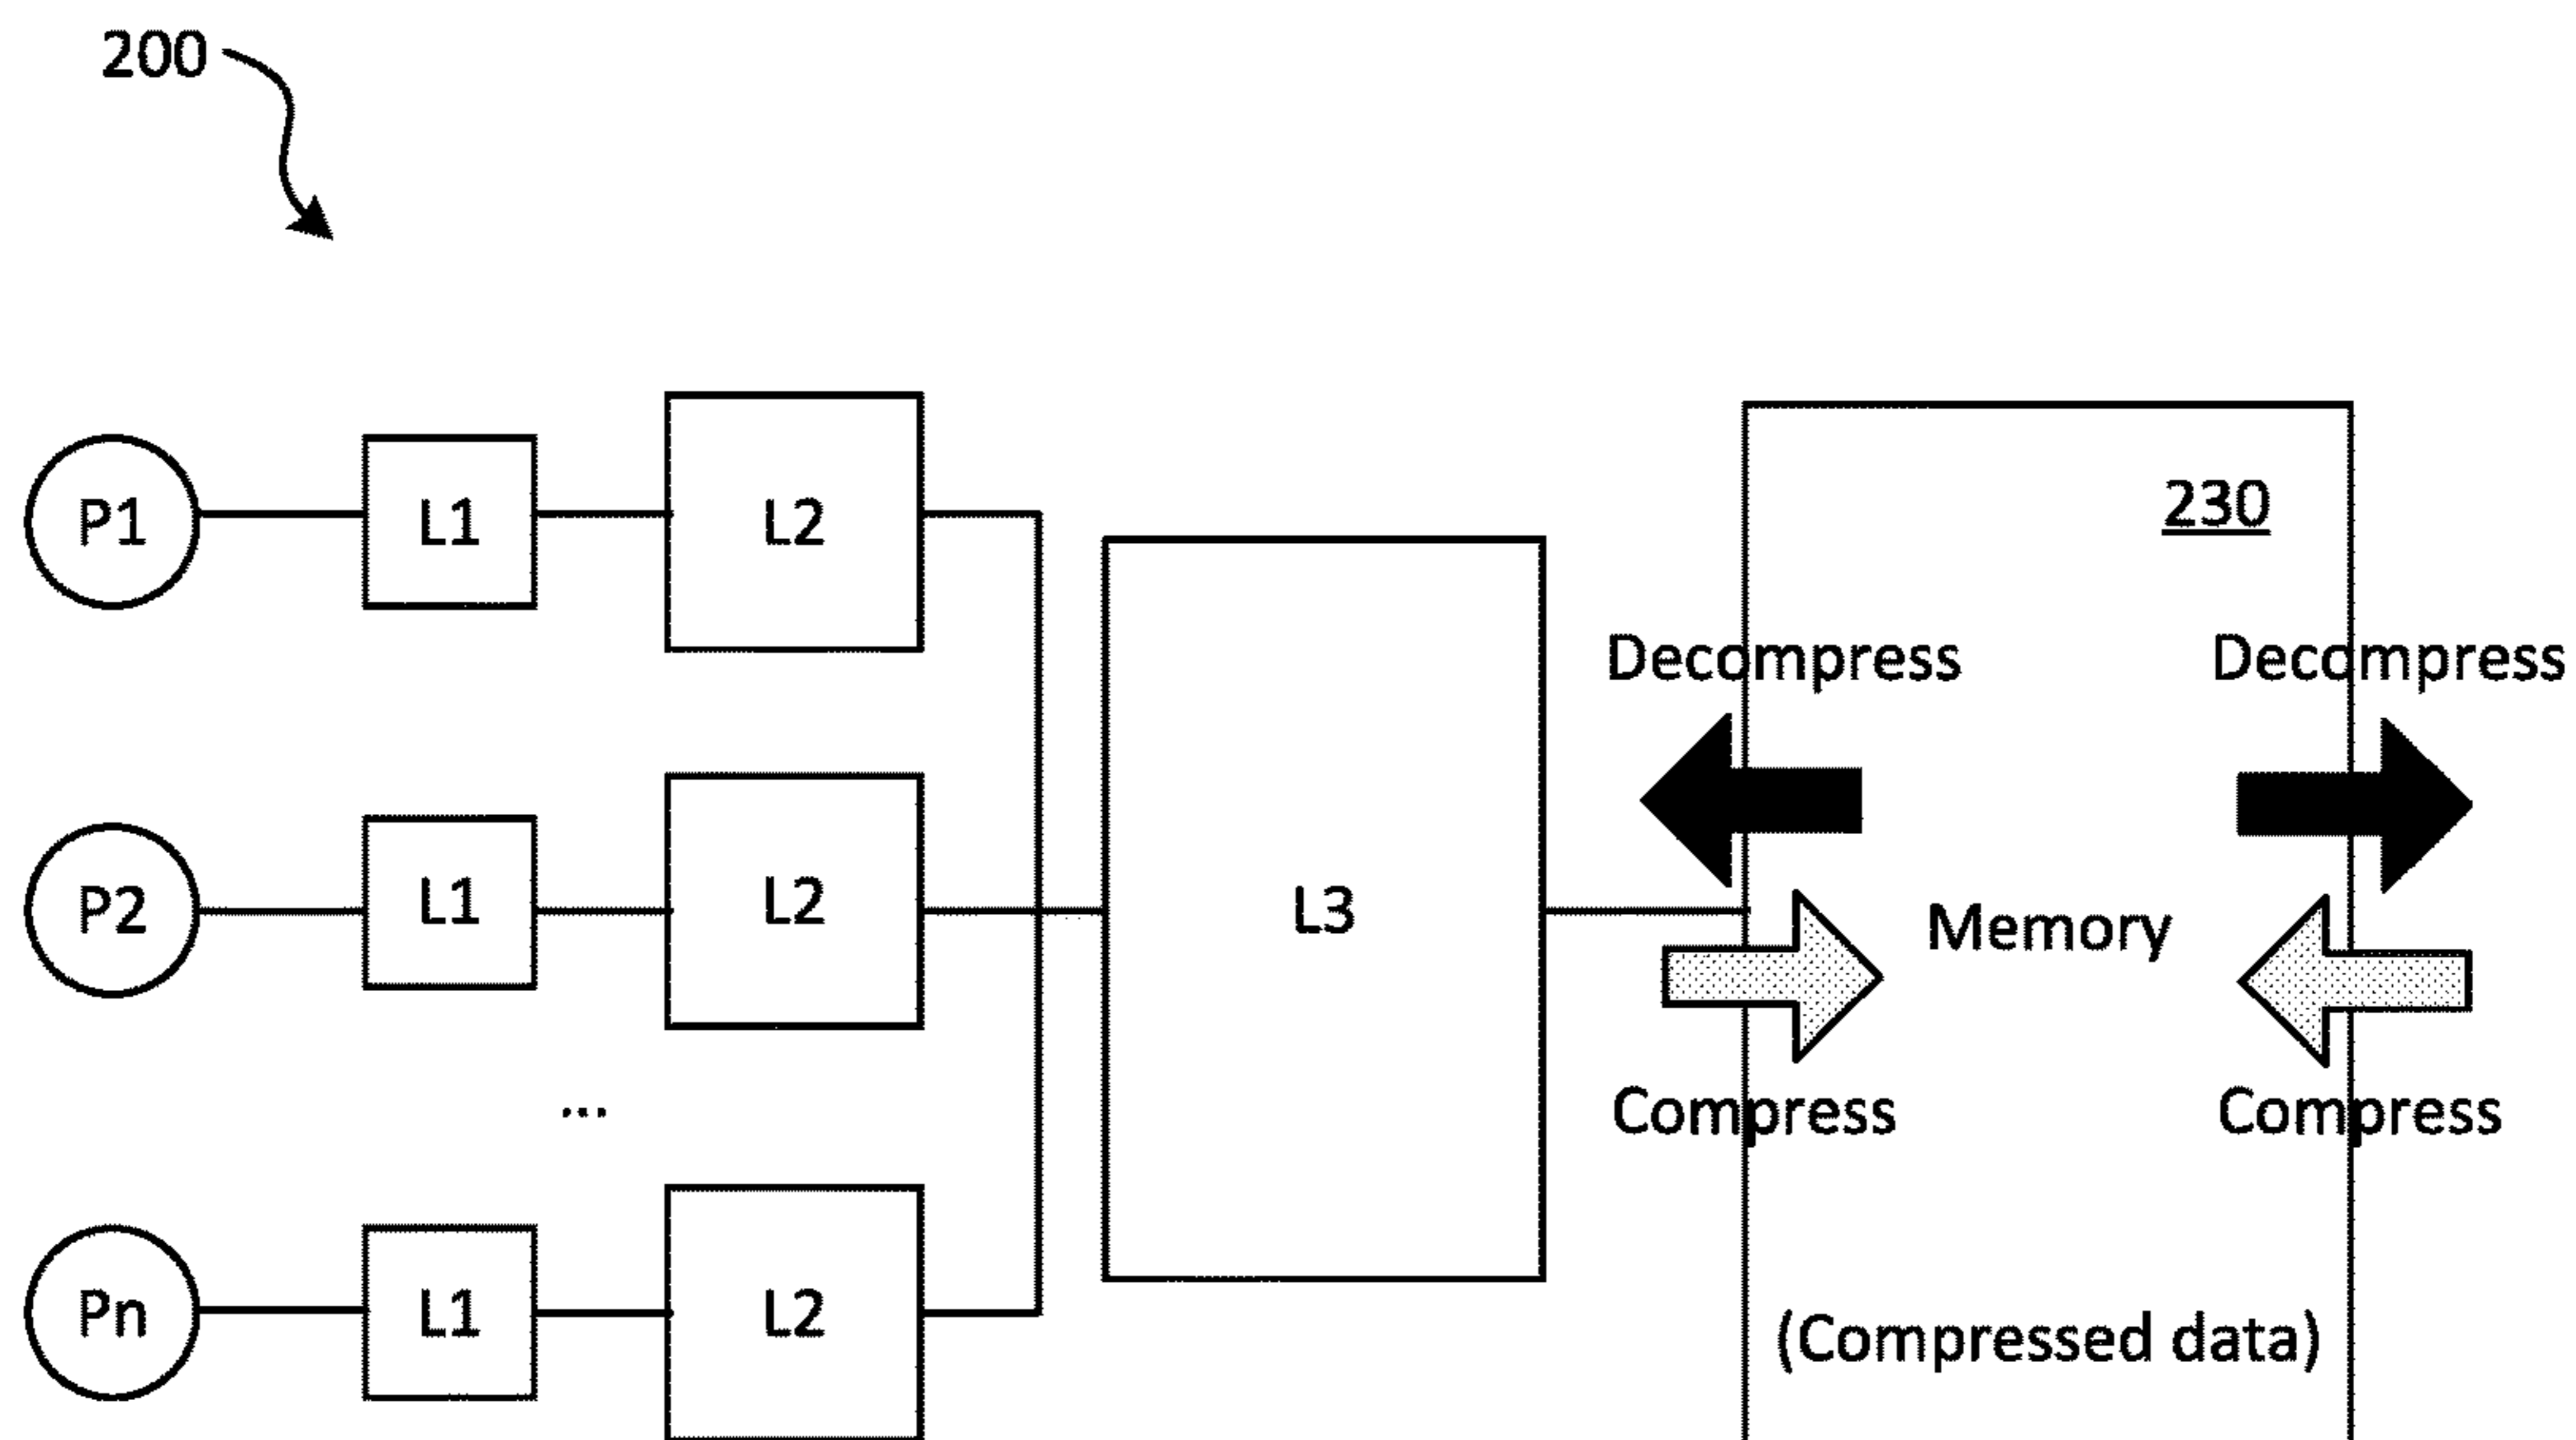 200
230
P1 L1 L2
Decompress Decompress
P2 L1 L2 L3 Memory
... Compress Compress
Pn L1 L2 (Compressed data)